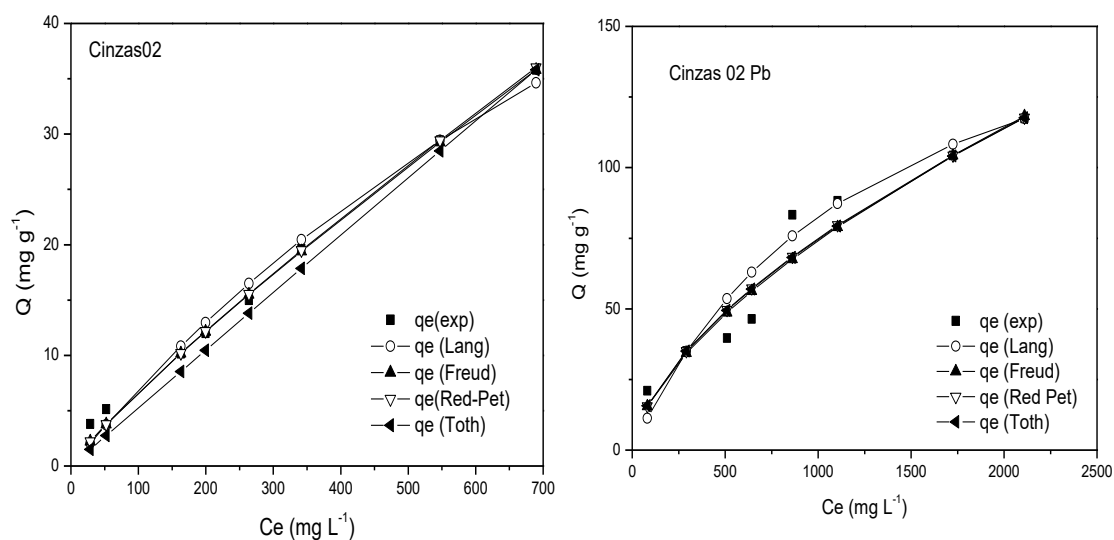 Cinzas02
40
30
20
10
0
Q (mg g⁻¹)
qe(exp)
qe (Lang)
qe (Freud)
qe(Red-Pet)
qe (Toth)
0 100 200 300 400 500 600 700
Ce (mg L⁻¹)
Cinzas 02 Pb
150
100
50
0
Q (mg g⁻¹)
qe (exp)
qe (Lang)
qe (Freud)
qe (Red Pet)
qe (Toth)
0 500 1000 1500 2000 2500
Ce (mg L⁻¹)